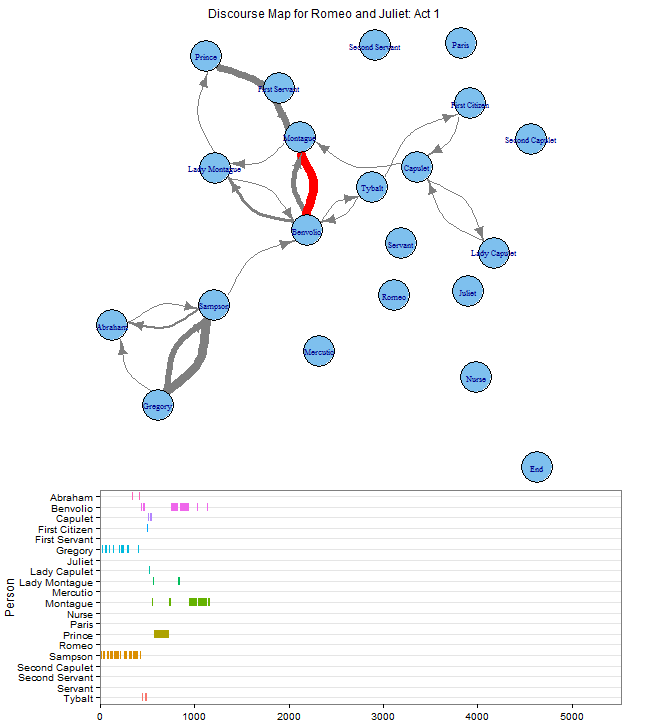 Discourse Map for Romeo and Juliet: Act 1
Second Servant
Paris
Prince
First Servant
First Citizen
Montague
Second Capulet
Lady Montague
Capulet
Tybalt
Benvolio
Servant
Lady Capulet
Romeo
Juliet
Sampson
Abraham
Mercutio
Nurse
Gregory
End
Person
Abraham
Benvolio
Capulet
First Citizen
First Servant
Gregory
Juliet
Lady Capulet
Lady Montague
Mercutio
Montague
Nurse
Paris
Prince
Romeo
Sampson
Second Capulet
Second Servant
Servant
Tybalt
0 1000 2000 3000 4000 5000